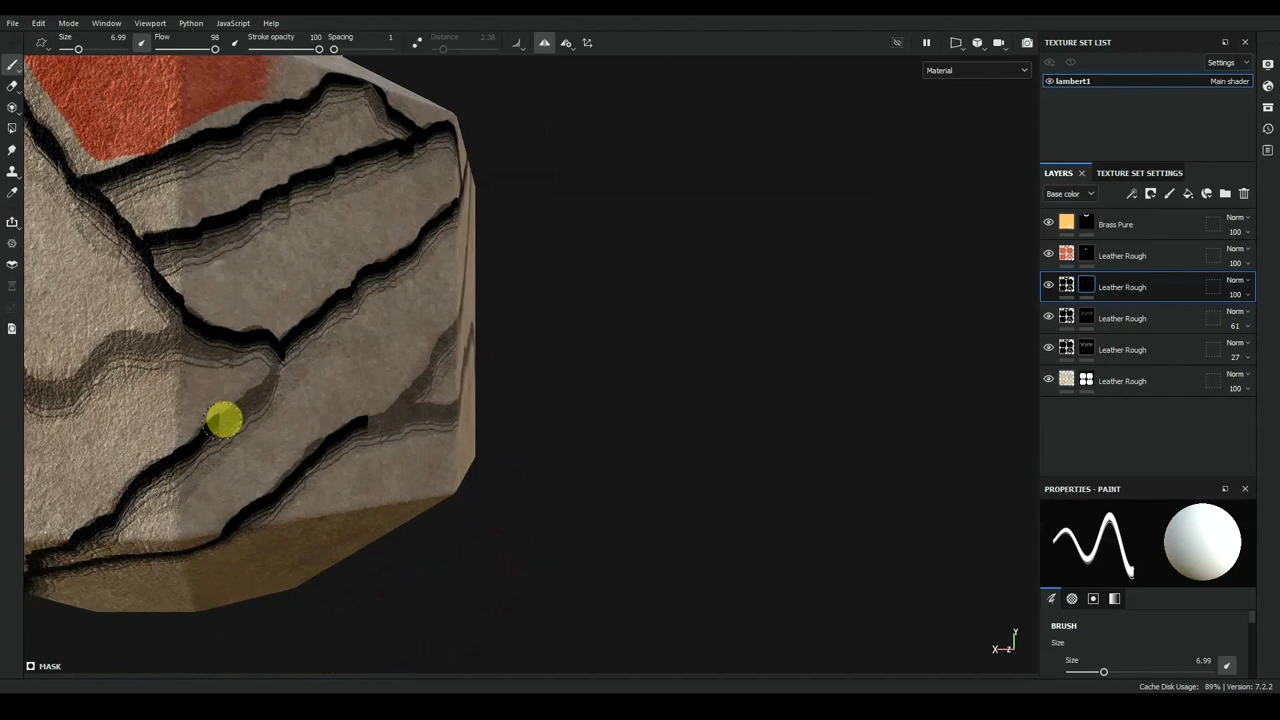 File Edit Mode Window Viewport Python JavaScript Help
Size 6.99 Flow 98 Stroke opacity 100 Spacing 1 Distance 2.38
TEXTURE SET LIST
Material
Settings
lambert1 Main shader
LAYERS TEXTURE SET SETTINGS
Base color
Brass Pure Norm 100
Leather Rough Norm 100
Leather Rough Norm 100
Leather Rough Norm 61
Leather Rough Norm 27
Leather Rough Norm 100
PROPERTIES - PAINT
BRUSH
Size
Size 6.99
Y
X Z
MASK
Cache Disk Usage: 89% | Version: 7.2.2